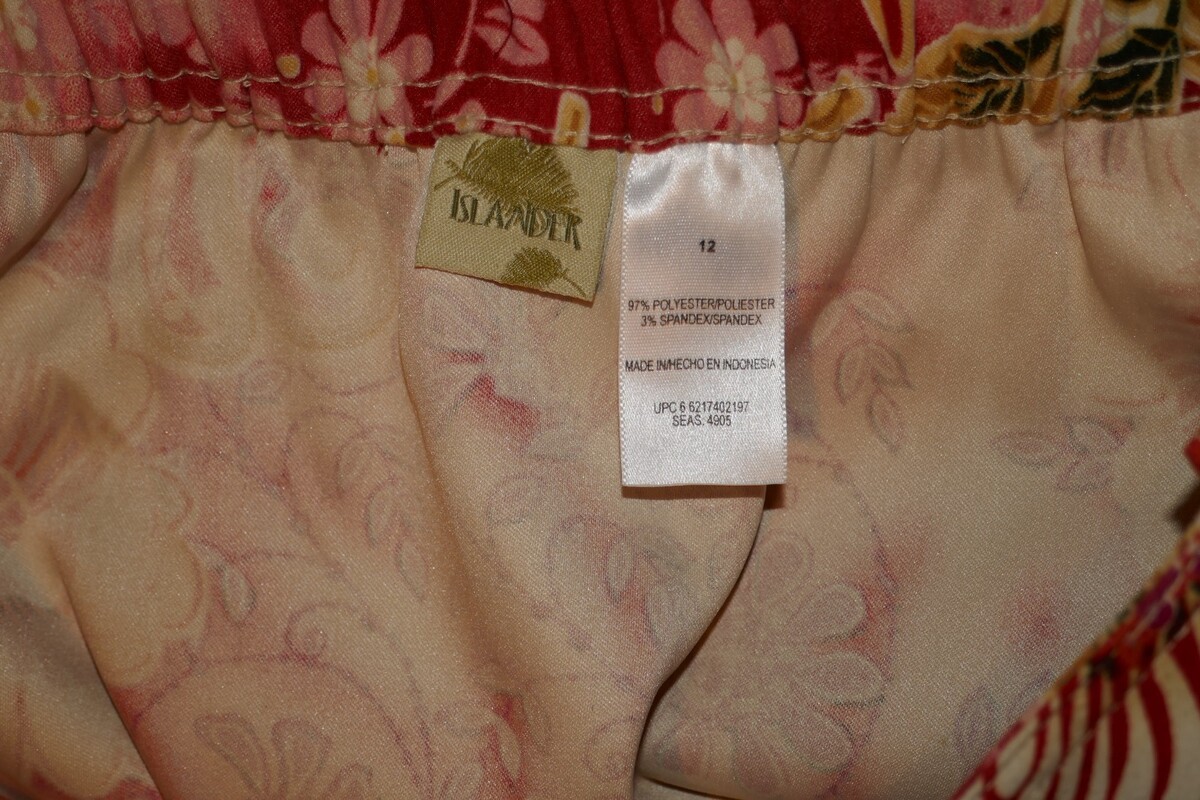 ISLANDER
12
97% POLYESTER/POLIESTER
3% SPANDEX/SPANDEX
MADE IN/HECHO EN INDONESIA
UPC 6 6217402197
SEAS. 4905